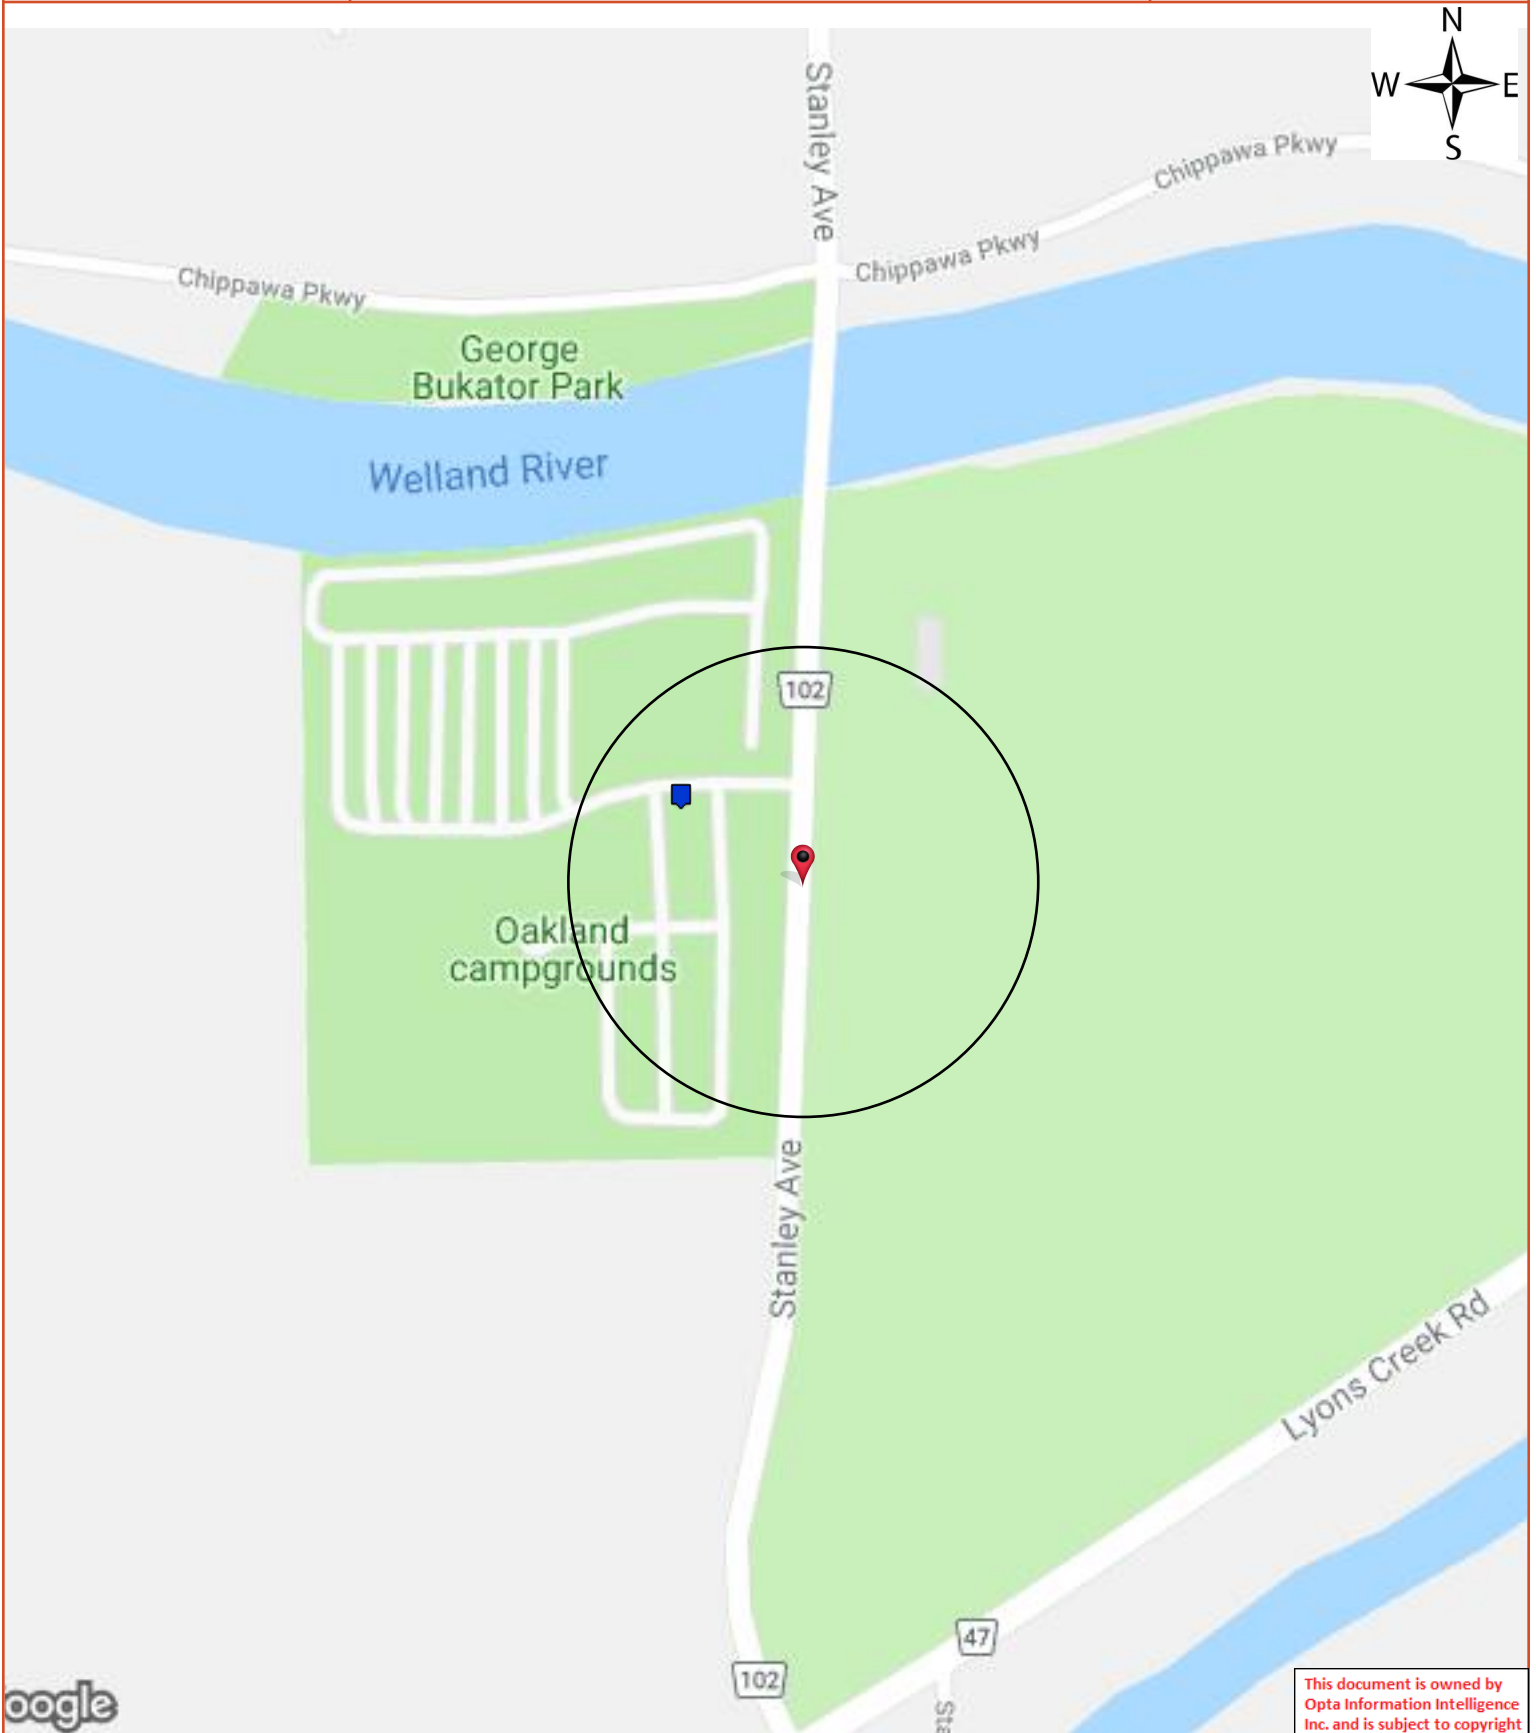 N
W E
S
Stanley Ave
Chippawa Pkwy
Chippawa Pkwy
Chippawa Pkwy
George
Bukator Park
Welland River
102
Oakland
campgrounds
Stanley Ave
Lyons Creek Rd
47
102
Sta
oogle
This document is owned by
Opta Information Intelligence
Inc. and is subject to copyright